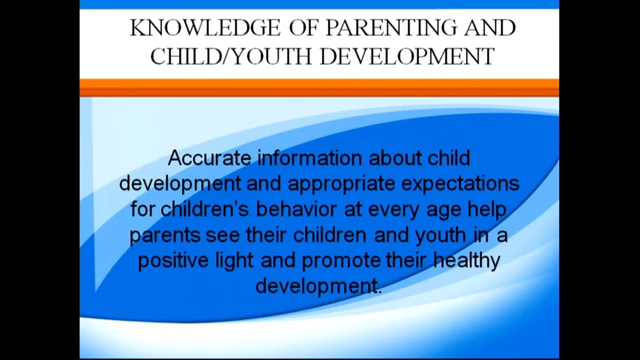 KNOWLEDGE OF PARENTING AND
CHILD/YOUTH DEVELOPMENT
Accurate information about child
development and appropriate expectations
for children's behavior at every age help
parents see their children and youth in a
positive light and promote their healthy
development.